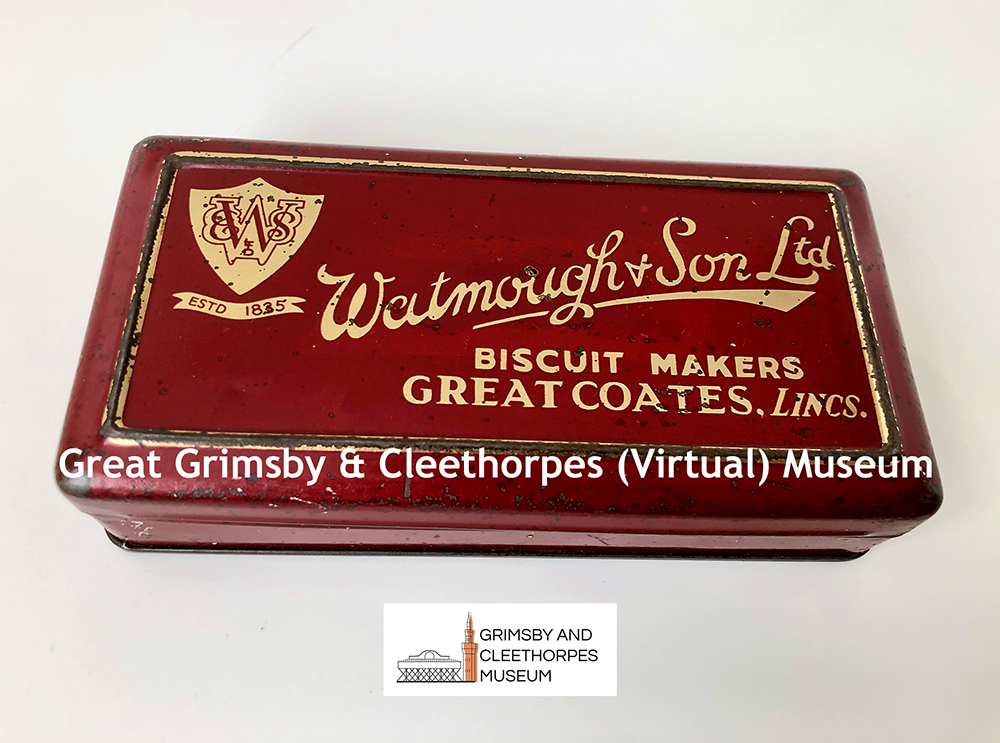 ESTD 1835
Watmough & Son Ltd
BISCUIT MAKERS
GREAT COATES, LINCS.
Great Grimsby & Cleethorpes (Virtual) Museum
GRIMSBY AND
CLEETHORPES
MUSEUM